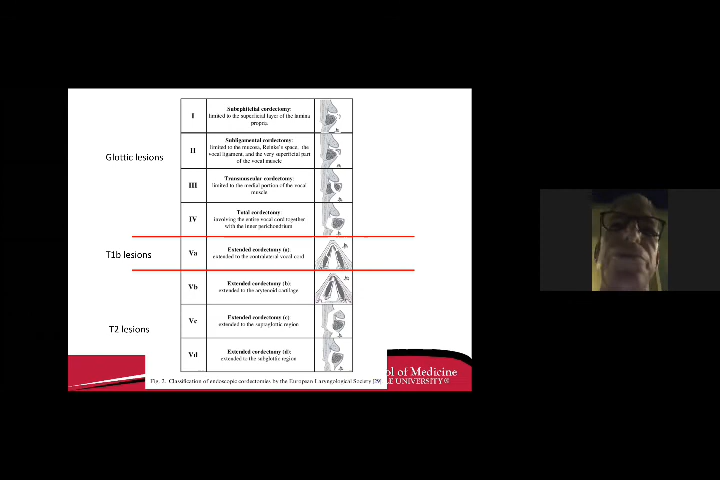 Glottic lesions
T1b lesions
T2 lesions
I
Subepithelial cordectomy:
limited to the superficial layer of the lamina
propria
II
Subligamental cordectomy:
limited to the mucosa, Reinke's space, the
vocal ligament, and the very superficial part
of the vocal muscle
III
Transmuscular cordectomy:
limited to the medial portion of the vocal
muscle
IV
Total cordectomy
involving the entire vocal cord together
with the inner perichondrium
Va
Extended cordectomy (a):
extended to the contralateral vocal cord
Vb
Extended cordectomy (b):
extended to the arytenoid cartilage
Vc
Extended cordectomy (c):
extended to the supraglottic region
Vd
Extended cordectomy (d):
extended to the subglottic region
Fig. 2. Classification of endoscopic cordectomies by the European Laryngological Society [29]
ol of Medicine
LE UNIVERSITY